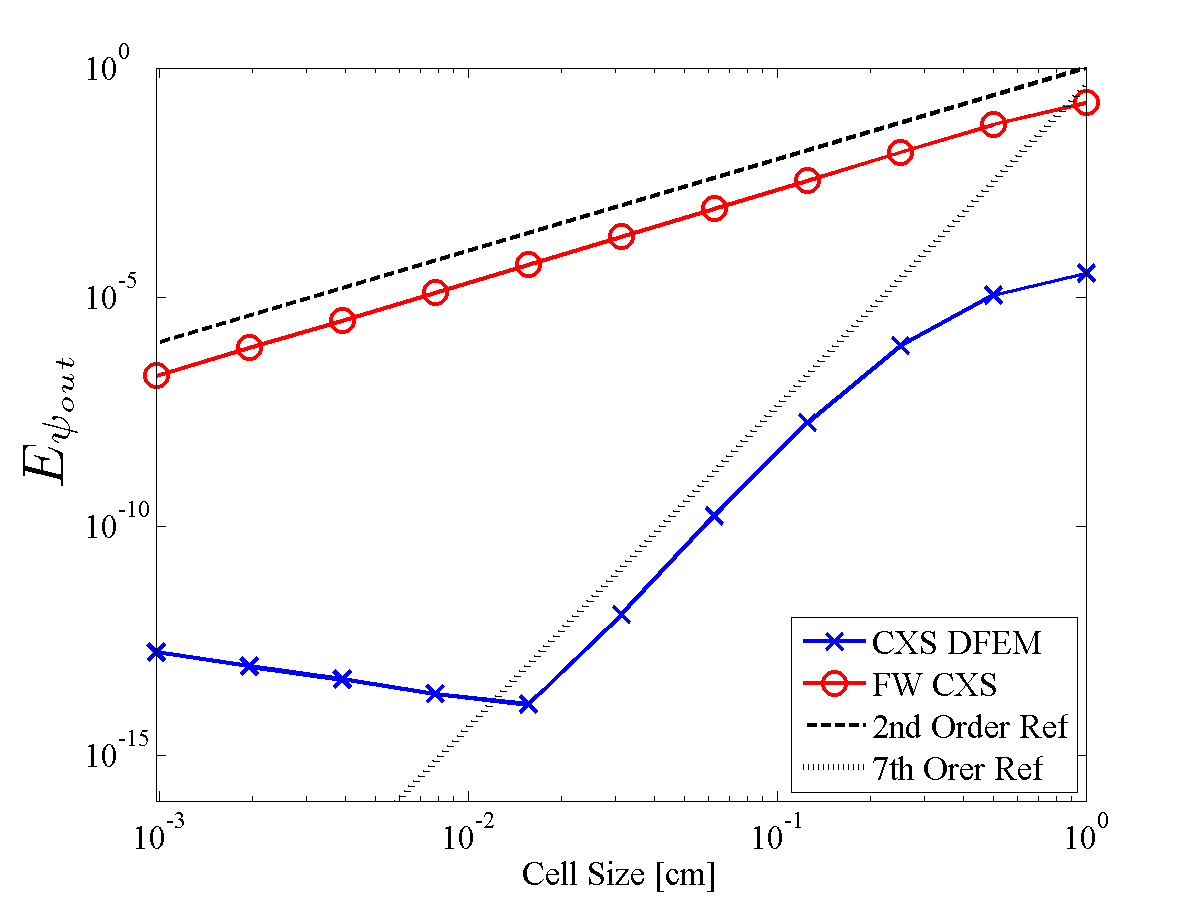 10^0
10^-5
10^-10
10^-15
E_ψ_out
10^-3 10^-2 10^-1 10^0
Cell Size [cm]
CXS DFEM
FW CXS
2nd Order Ref
7th Orer Ref